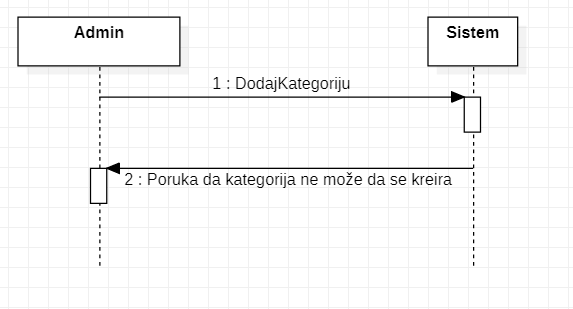 Admin
Sistem
1 : DodajKategoriju
2 : Poruka da kategorija ne može da se kreira